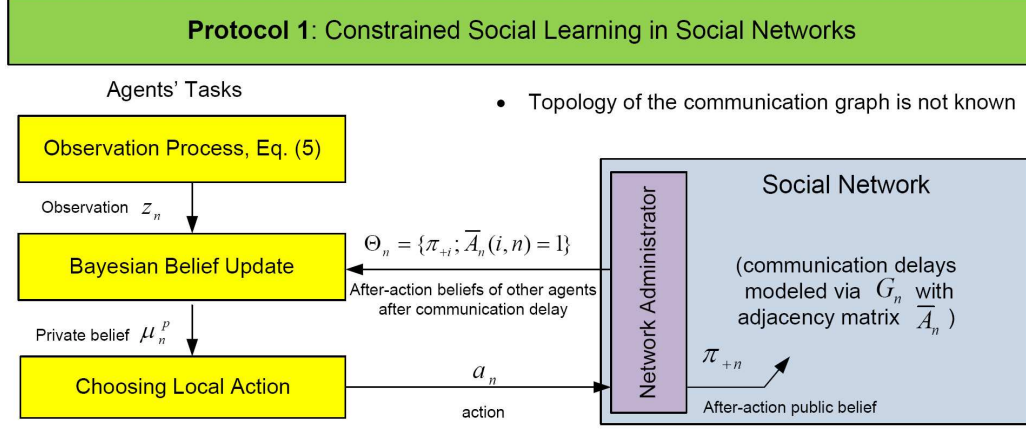 Protocol 1: Constrained Social Learning in Social Networks
Agents' Tasks
• Topology of the communication graph is not known
Observation Process, Eq. (5)
Observation z_n
Bayesian Belief Update
Θ_n = {π_{+i}; A̅_n(i, n) = 1}
After-action beliefs of other agents
after communication delay
Private belief μ_n^p
Choosing Local Action
a_n
action
Network Administrator
Social Network
(communication delays
modeled via G_n with
adjacency matrix A̅_n )
π_{+n}
After-action public belief